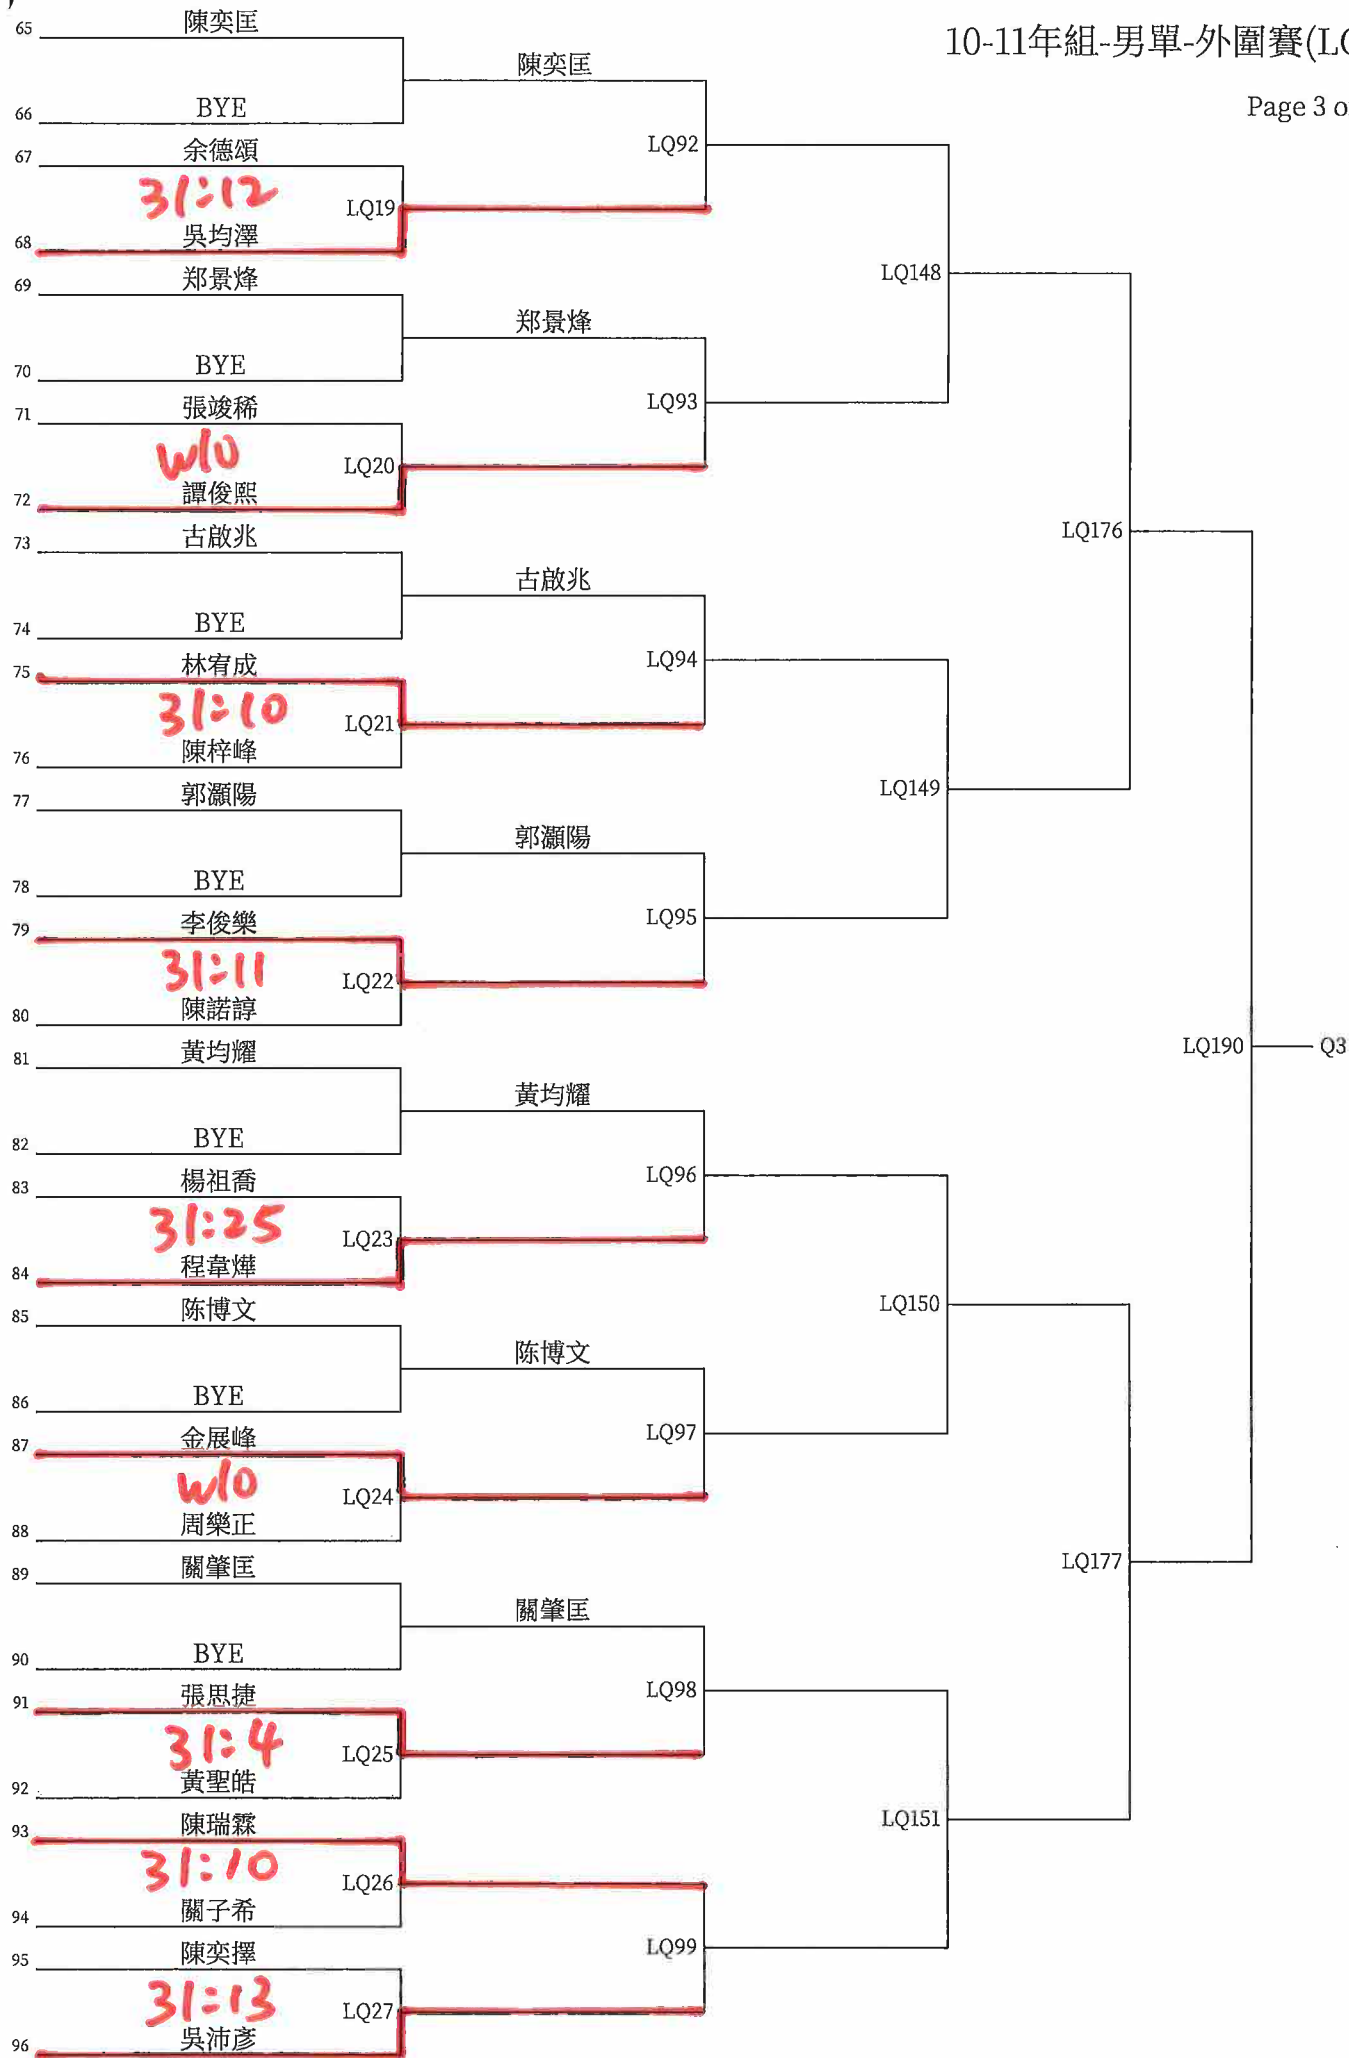 10-11年組-男單-外圍賣(LQ
Page 3 o
65 陳奕匡
陳奕匡
66 BYE
LQ92
67 余德頌
31:12 LQ19
68 吳均澤
LQ148
69 郑景烽
郑景烽
70 BYE
LQ93
71 張竣稀
w/o LQ20
72 譚俊熙
LQ176
73 古啟兆
古啟兆
74 BYE
LQ94
75 林宥成
31:10 LQ21
76 陳梓峰
LQ149
77 郭灝陽
郭灝陽
78 BYE
LQ95
79 李俊樂
31:11 LQ22
80 陳諾諄
LQ190 Q3
81 黃均耀
黃均耀
82 BYE
LQ96
83 楊祖喬
31:25 LQ23
84 程韋燁
LQ150
85 陈博文
陈博文
86 BYE
LQ97
87 金展峰
w/o LQ24
88 周樂正
LQ177
89 關肇匡
關肇匡
90 BYE
LQ98
91 張思捷
31:4 LQ25
92 黃聖皓
LQ151
93 陳瑞霖
31:10 LQ26
94 關子希
LQ99
95 陳奕擇
31:13 LQ27
96 吳沛彥